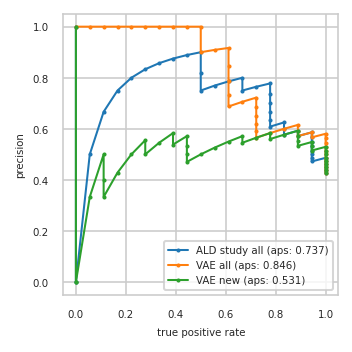 1.0
0.8
0.6
0.4
0.2
0.0
precision
0.0 0.2 0.4 0.6 0.8 1.0
true positive rate
ALD study all (aps: 0.737)
VAE all (aps: 0.846)
VAE new (aps: 0.531)